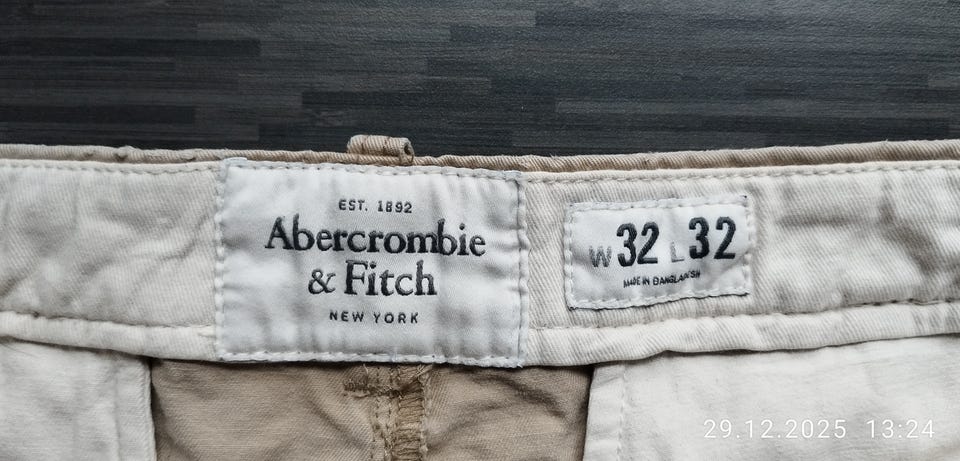 EST. 1892
Abercrombie
& Fitch
NEW YORK
W 32 L 32
MADE IN BANGLADESH
29.12.2025 13:24